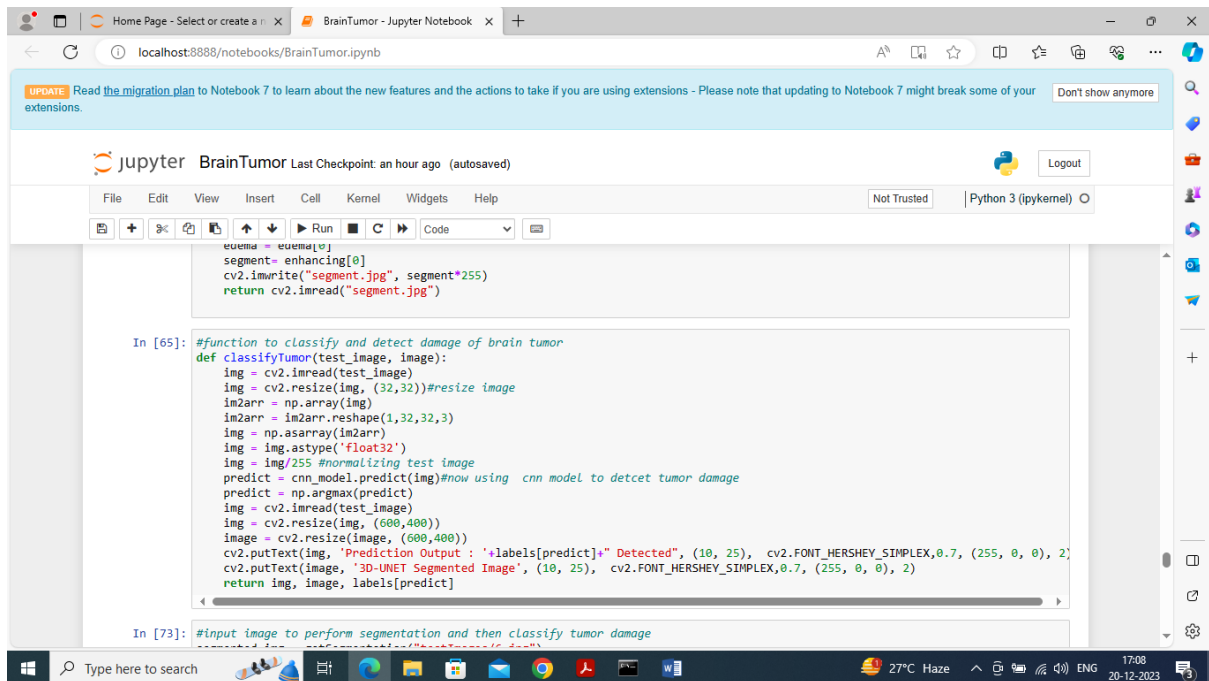 Home Page - Select or create a n
BrainTumor - Jupyter Notebook
localhost:8888/notebooks/BrainTumor.ipynb
UPDATE Read the migration plan to Notebook 7 to learn about the new features and the actions to take if you are using extensions - Please note that updating to Notebook 7 might break some of your
extensions.
Don't show anymore
jupyter BrainTumor Last Checkpoint: an hour ago (autosaved)
Logout
File Edit View Insert Cell Kernel Widgets Help
Not Trusted
Python 3 (ipykernel)
Run Code
edema = edema[0]
segment= enhancing[0]
cv2.imwrite("segment.jpg", segment*255)
return cv2.imread("segment.jpg")
In [65]: #function to classify and detect damage of brain tumor
def classifyTumor(test_image, image):
img = cv2.imread(test_image)
img = cv2.resize(img, (32,32))#resize image
im2arr = np.array(img)
im2arr = im2arr.reshape(1,32,32,3)
img = np.asarray(im2arr)
img = img.astype('float32')
img = img/255 #normalizing test image
predict = cnn_model.predict(img)#now using cnn model to detcet tumor damage
predict = np.argmax(predict)
img = cv2.imread(test_image)
img = cv2.resize(img, (600,400))
image = cv2.resize(image, (600,400))
cv2.putText(img, 'Prediction Output : '+labels[predict]+" Detected", (10, 25), cv2.FONT_HERSHEY_SIMPLEX,0.7, (255, 0, 0), 2)
cv2.putText(image, '3D-UNET Segmented Image', (10, 25), cv2.FONT_HERSHEY_SIMPLEX,0.7, (255, 0, 0), 2)
return img, image, labels[predict]
In [73]: #input image to perform segmentation and then classify tumor damage
Type here to search
27°C Haze
ENG
17:08
20-12-2023
3